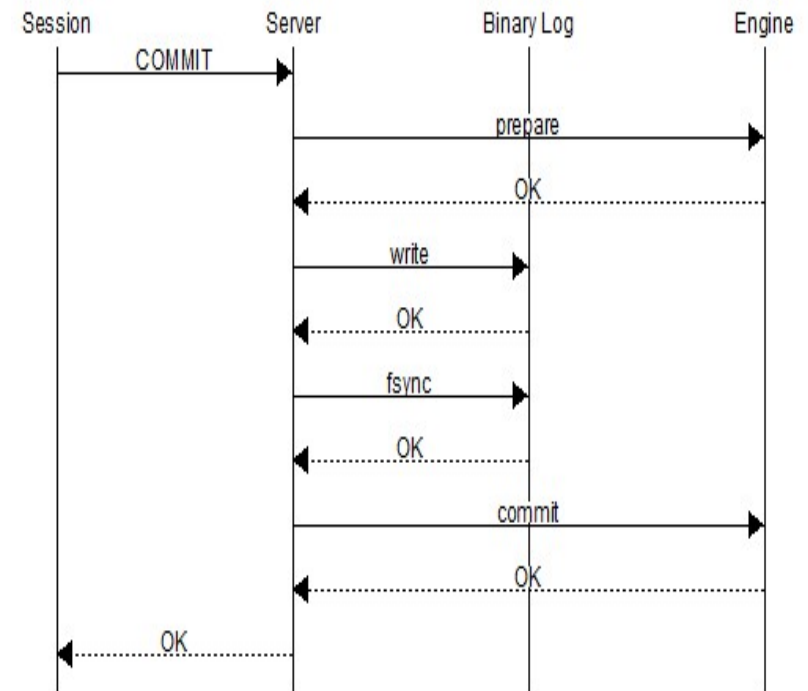 Session Server Binary Log Engine
COMMIT
prepare
OK
write
OK
fsync
OK
commit
OK
OK